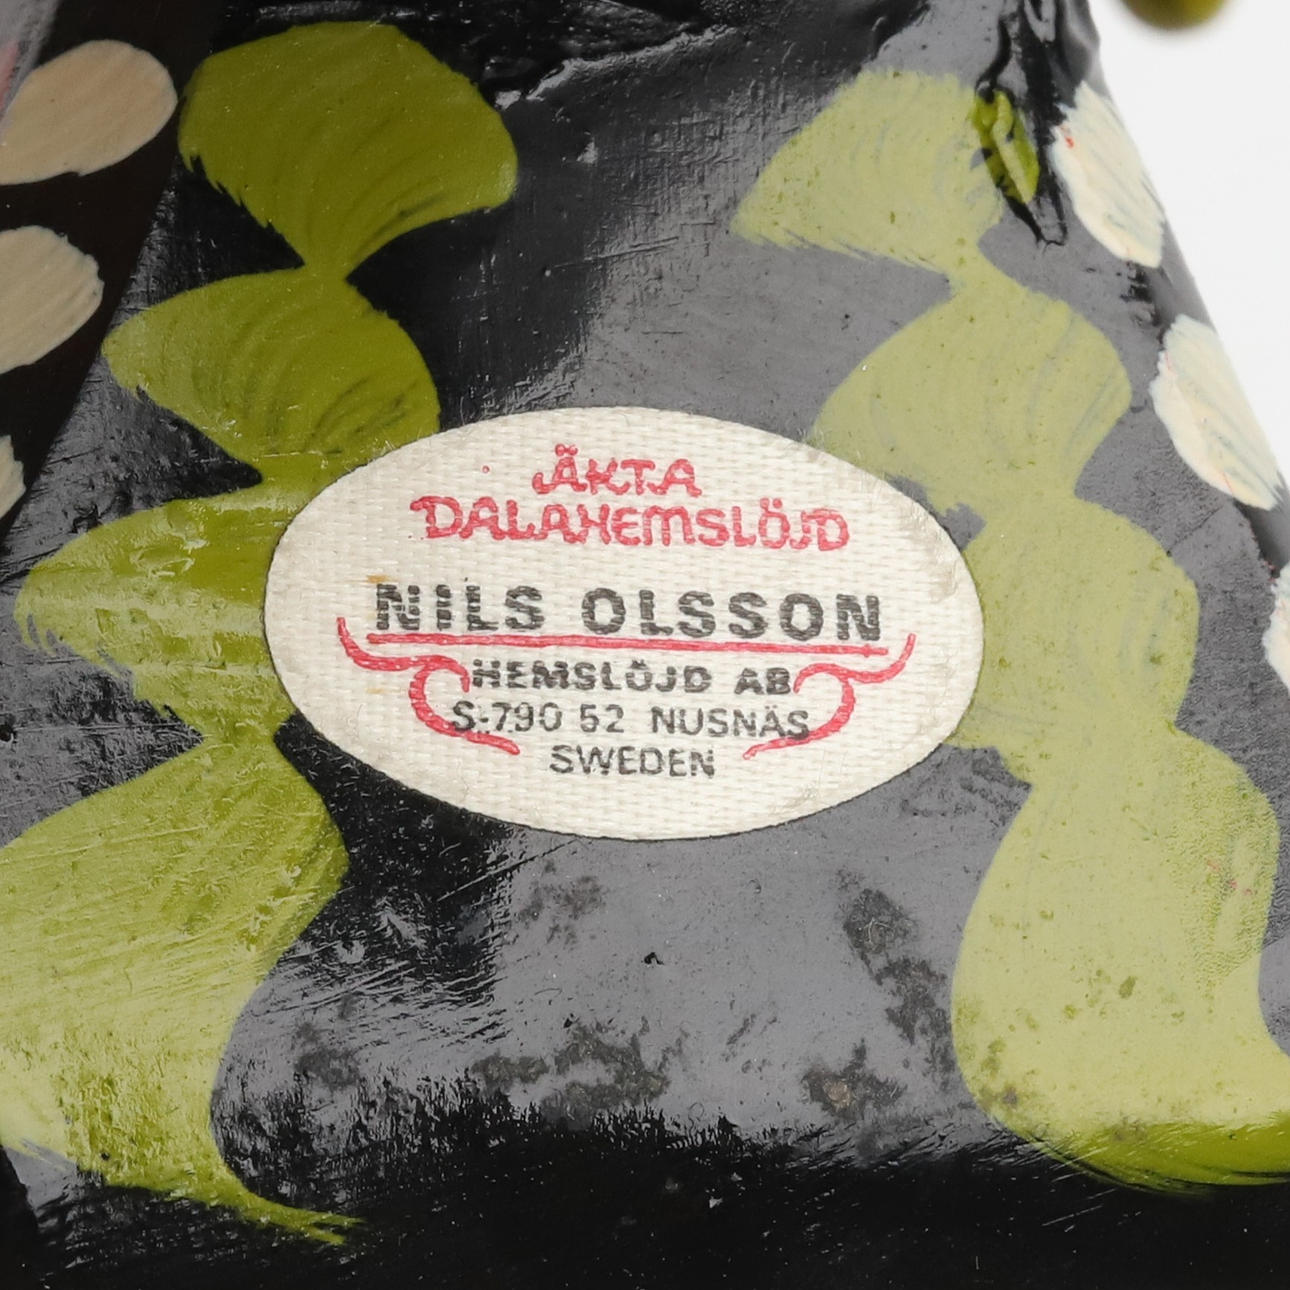 ÄKTA
DALAHEMSLÖJD
NILS OLSSON
HEMSLÖJD AB
S-790 52 NUSNÄS
SWEDEN